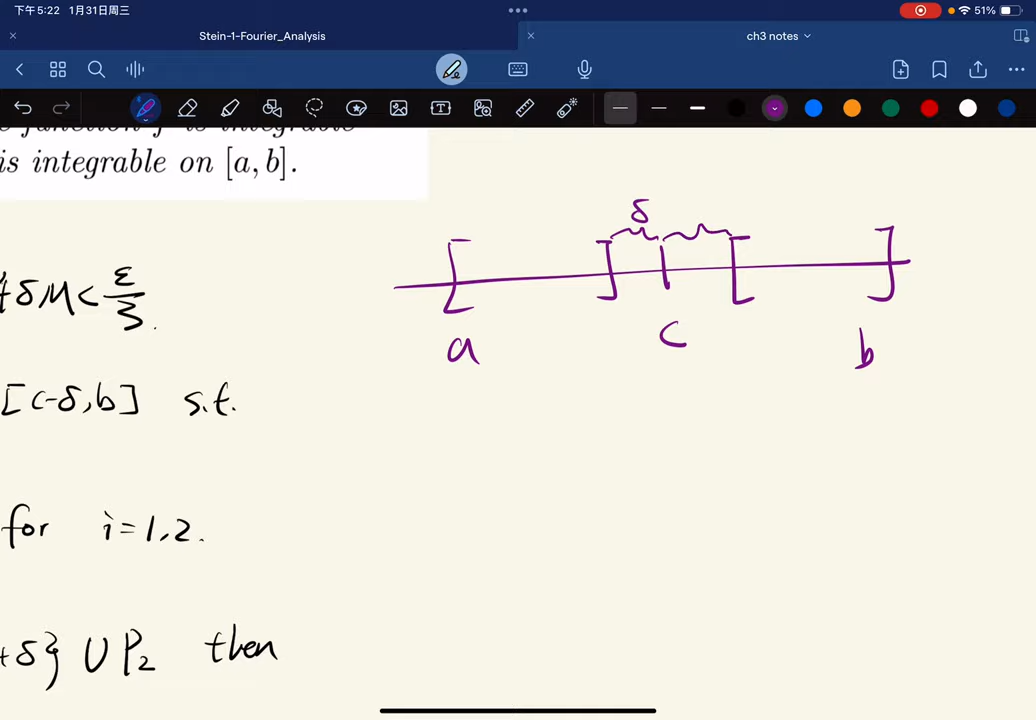 下午5:22 1月31日周三
51%
Stein-1-Fourier_Analysis
ch3 notes
is integrable on [a, b].
δM < ε/3.
[c-δ, b] s.t.
for i=1,2.
+δ} ∪ P₂ then
δ
a
c
b